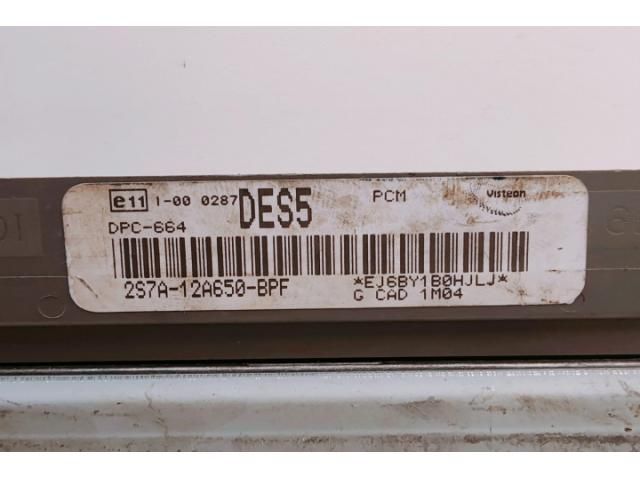 e11 1-00 0287 DES5 PCM Visteon
DPC-664
2S7A-12A650-BPF *EJ6BY1B0HJLJ*
G CAD 1M04